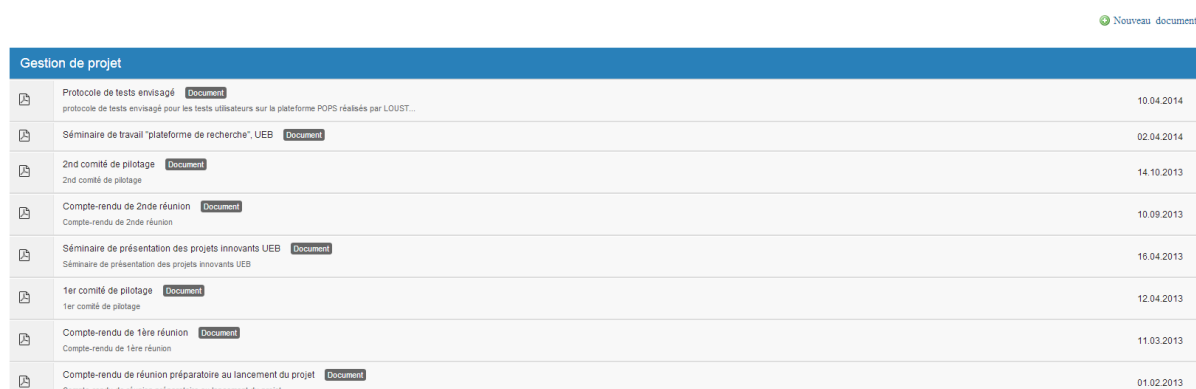 Nouveau document
Gestion de projet
Protocole de tests envisagé Document
protocole de tests envisagé pour les tests utilisateurs sur la plateforme POPS réalisés par LOUST...
10.04.2014
Séminaire de travail "plateforme de recherche", UEB Document
02.04.2014
2nd comité de pilotage Document
2nd comité de pilotage
14.10.2013
Compte-rendu de 2nde réunion Document
Compte-rendu de 2nde réunion
10.09.2013
Séminaire de présentation des projets innovants UEB Document
Séminaire de présentation des projets innovants UEB
16.04.2013
1er comité de pilotage Document
1er comité de pilotage
12.04.2013
Compte-rendu de 1ère réunion Document
Compte-rendu de 1ère réunion
11.03.2013
Compte-rendu de réunion préparatoire au lancement du projet Document
01.02.2013